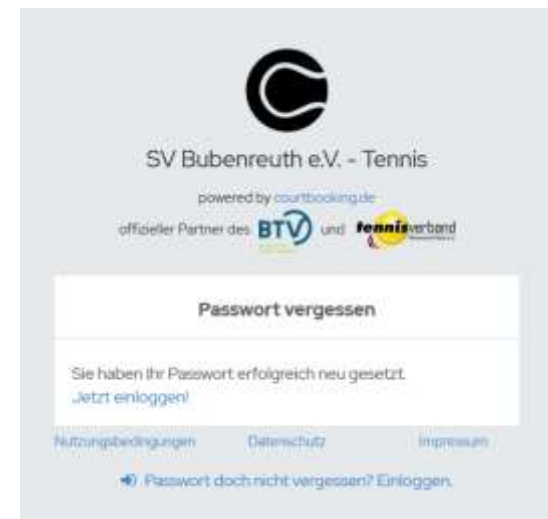 SV Bubenreuth e.V. - Tennis
powered by courtbooking.de
offizieller Partner des BTV und tennisverband
Passwort vergessen
Sie haben Ihr Passwort erfolgreich neu gesetzt.
Jetzt einloggen!
Nutzungsbedingungen Datenschutz Impressum
Passwort doch nicht vergessen? Einloggen.